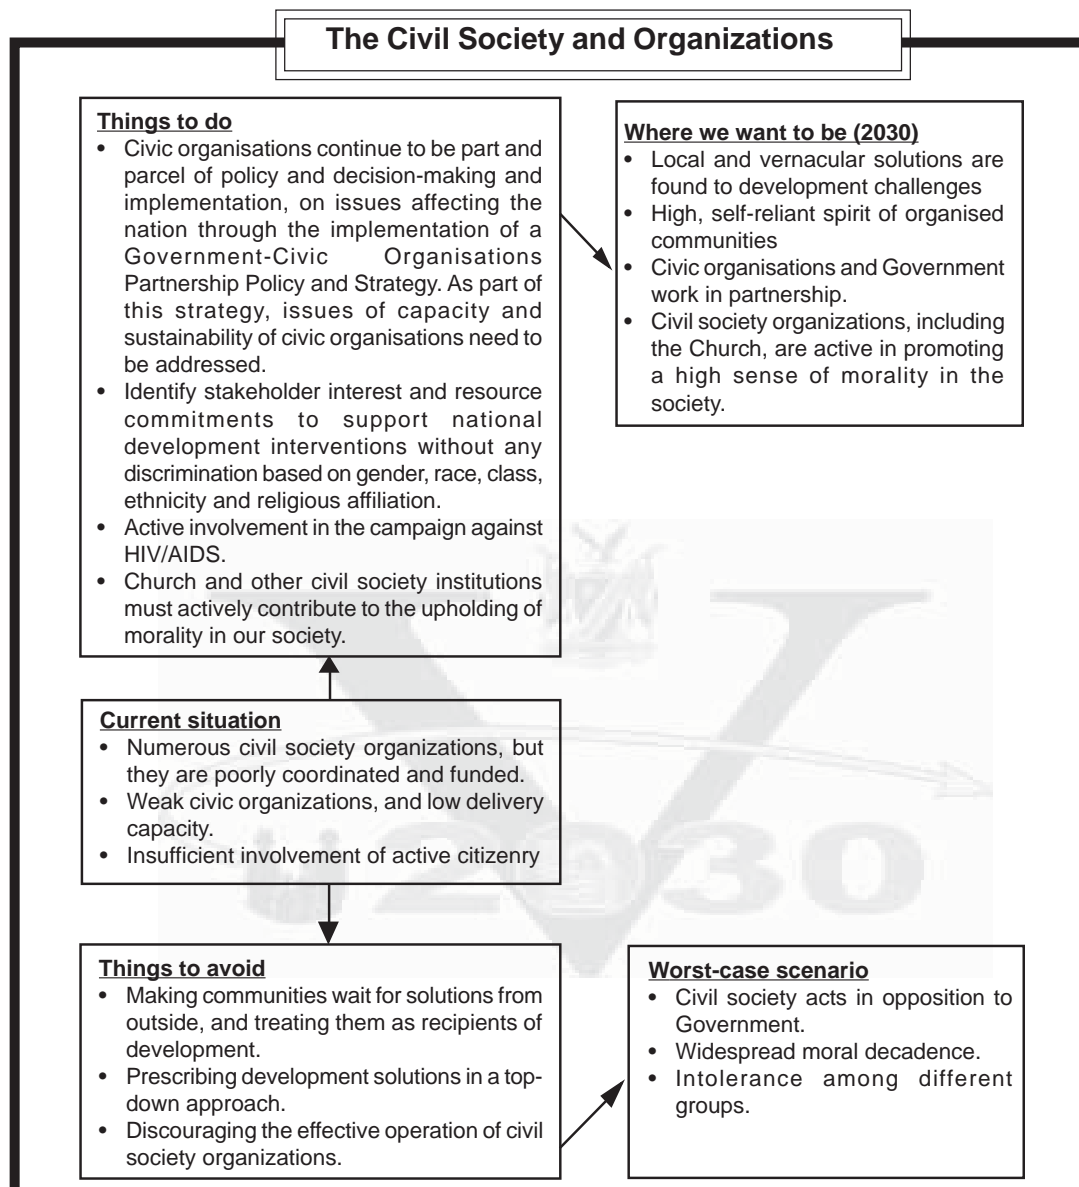 The Civil Society and Organizations
Things to do
• Civic organisations continue to be part and
parcel of policy and decision-making and
implementation, on issues affecting the
nation through the implementation of a
Government-Civic Organisations
Partnership Policy and Strategy. As part of
this strategy, issues of capacity and
sustainability of civic organisations need to
be addressed.
• Identify stakeholder interest and resource
commitments to support national
development interventions without any
discrimination based on gender, race, class,
ethnicity and religious affiliation.
• Active involvement in the campaign against
HIV/AIDS.
• Church and other civil society institutions
must actively contribute to the upholding of
morality in our society.
Where we want to be (2030)
• Local and vernacular solutions are
found to development challenges
• High, self-reliant spirit of organised
communities
• Civic organisations and Government
work in partnership.
• Civil society organizations, including
the Church, are active in promoting
a high sense of morality in the
society.
Current situation
• Numerous civil society organizations, but
they are poorly coordinated and funded.
• Weak civic organizations, and low delivery
capacity.
• Insufficient involvement of active citizenry
Things to avoid
• Making communities wait for solutions from
outside, and treating them as recipients of
development.
• Prescribing development solutions in a top-
down approach.
• Discouraging the effective operation of civil
society organizations.
Worst-case scenario
• Civil society acts in opposition to
Government.
• Widespread moral decadence.
• Intolerance among different
groups.
V
2030